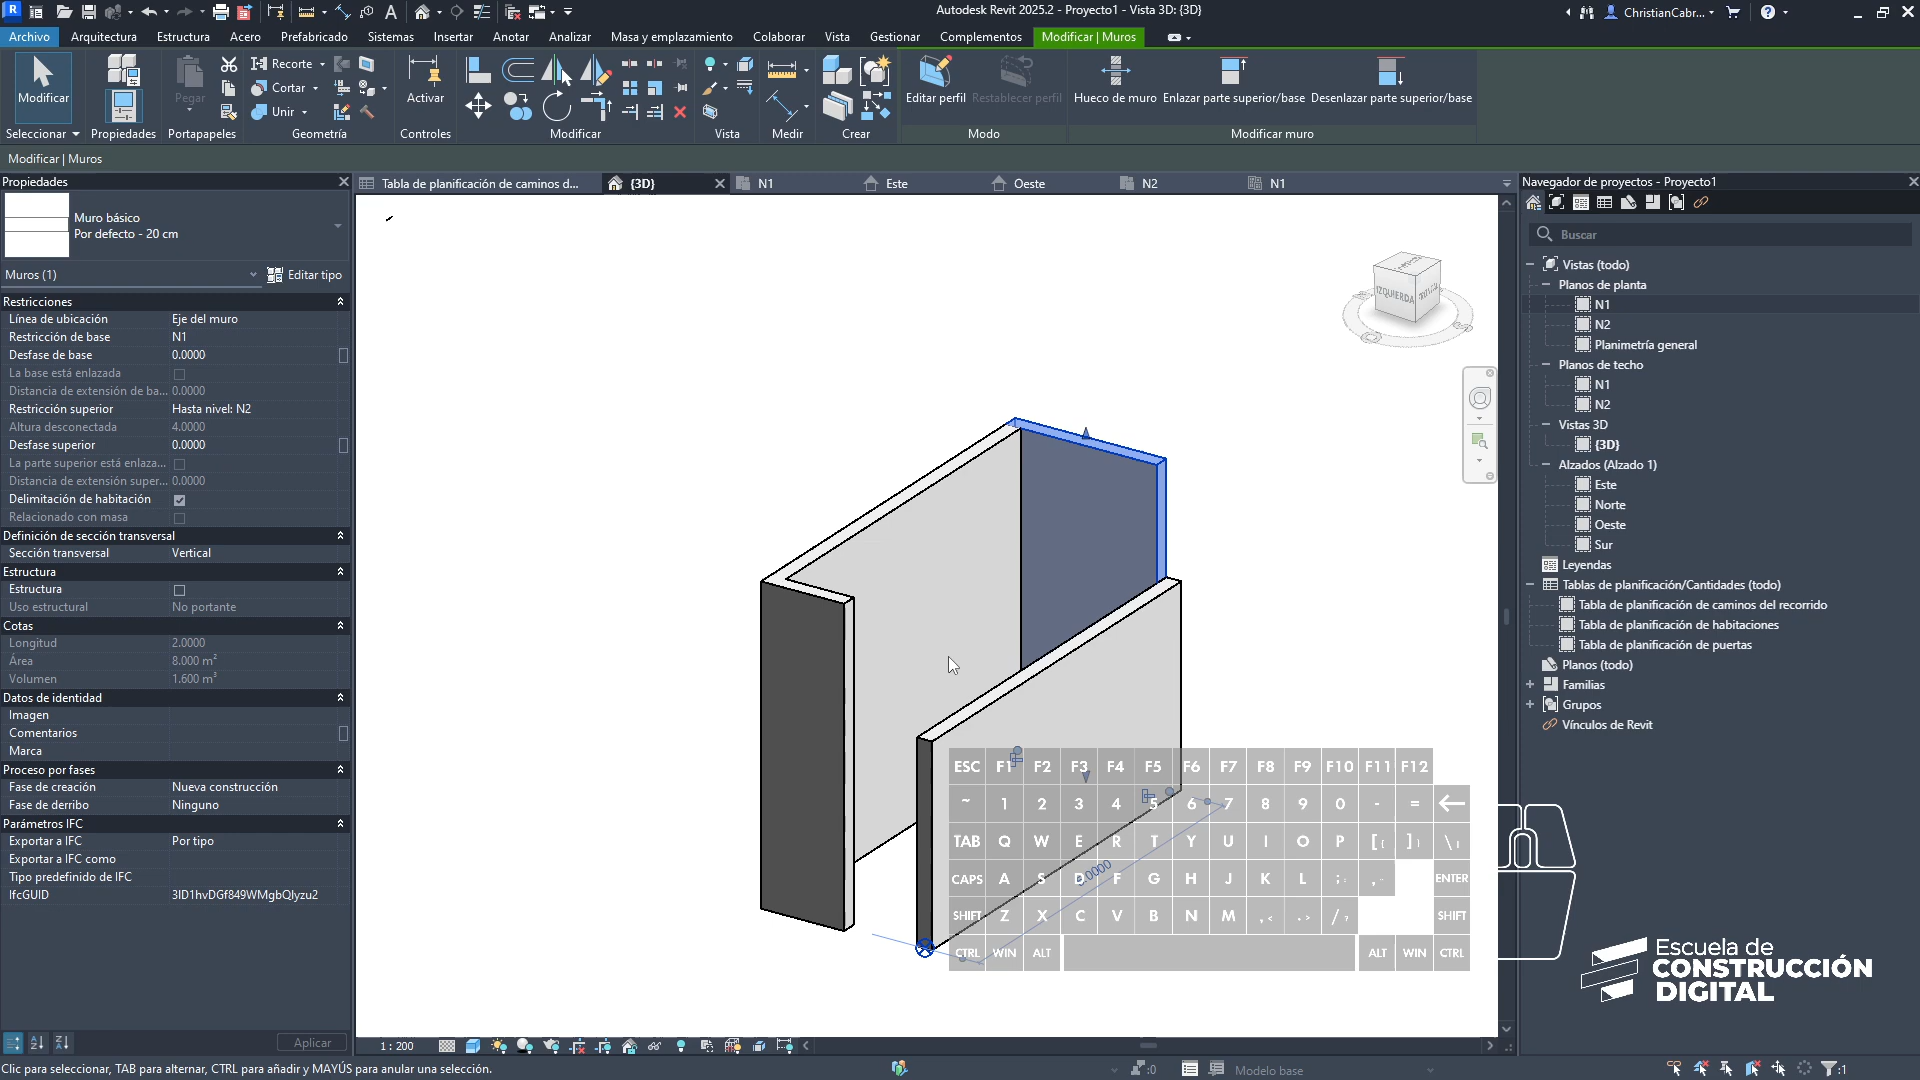 Autodesk Revit 2025.2 - Proyecto1 - Vista 3D: {3D}
ChristianCabr...
Archivo Arquitectura Estructura Acero Prefabricado Sistemas Insertar Anotar Analizar Masa y emplazamiento Colaborar Vista Gestionar Complementos Modificar | Muros
Modificar Pegar Recorte Cortar Unir Activar Editar perfil Restablecer perfil Hueco de muro Enlazar parte superior/base Desenlazar parte superior/base
Seleccionar Propiedades Portapapeles Geometría Controles Modificar Vista Medir Crear Modo Modificar muro
Modificar | Muros
Propiedades
Tabla de planificación de caminos d... {3D} N1 Este Oeste N2 N1
Navegador de proyectos - Proyecto1
Muro básico
Por defecto - 20 cm
Muros (1) Editar tipo
Restricciones
Línea de ubicación Eje del muro
Restricción de base N1
Desfase de base 0.0000
La base está enlazada
Distancia de extensión de ba... 0.0000
Restricción superior Hasta nivel: N2
Altura desconectada 4.0000
Desfase superior 0.0000
La parte superior está enlaza...
Distancia de extensión super... 0.0000
Delimitación de habitación
Relacionado con masa
Definición de sección transversal
Sección transversal Vertical
Estructura
Estructura
Uso estructural No portante
Cotas
Longitud 2.0000
Área 8.000 m²
Volumen 1.600 m³
Datos de identidad
Imagen
Comentarios
Marca
Proceso por fases
Fase de creación Nueva construcción
Fase de derribo Ninguno
Parámetros IFC
Exportar a IFC Por tipo
Exportar a IFC como
Tipo predefinido de IFC
IfcGUID 3ID1hvDGf849WMgbQlyzu2
Aplicar
IZQUIERDA
ESC F1 F2 F3 F4 F5 F6 F7 F8 F9 F10 F11 F12
~ 1 2 3 4 5 6 7 8 9 0 - =
TAB Q W E R T Y U I O P [ ] \
CAPS A S D F G H J K L ; , ENTER
SHIFT Z X C V B N M , . / SHIFT
CTRL WIN ALT ALT WIN CTRL
Buscar
Vistas (todo)
Planos de planta
N1
N2
Planimetría general
Planos de techo
N1
N2
Vistas 3D
{3D}
Alzados (Alzado 1)
Este
Norte
Oeste
Sur
Leyendas
Tablas de planificación/Cantidades (todo)
Tabla de planificación de caminos del recorrido
Tabla de planificación de habitaciones
Tabla de planificación de puertas
Planos (todo)
Familias
Grupos
Vínculos de Revit
Escuela de
CONSTRUCCIÓN
DIGITAL
1 : 200
Clic para seleccionar, TAB para alternar, CTRL para añadir y MAYÚS para anular una selección.
:0 Modelo base :1